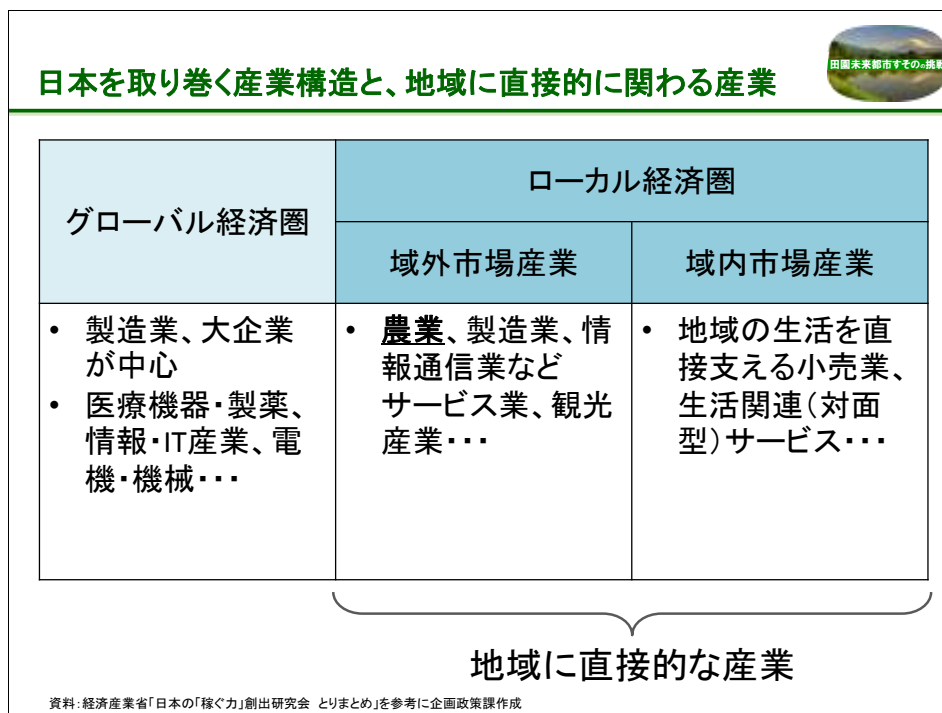 日本を取り巻く産業構造と、地域に直接的に関わる産業
田園未来都市すその挑戦
グローバル経済圏
ローカル経済圏
域外市場産業
域内市場産業
• 製造業、大企業
が中心
• 医療機器・製薬、
情報・IT産業、電
機・機械・・・
• 農業、製造業、情
報通信業など
サービス業、観光
産業・・・
• 地域の生活を直
接支える小売業、
生活関連（対面
型）サービス・・・
地域に直接的な産業
資料：経済産業省「日本の「稼ぐ力」創出研究会 とりまとめ」を参考に企画政策課作成